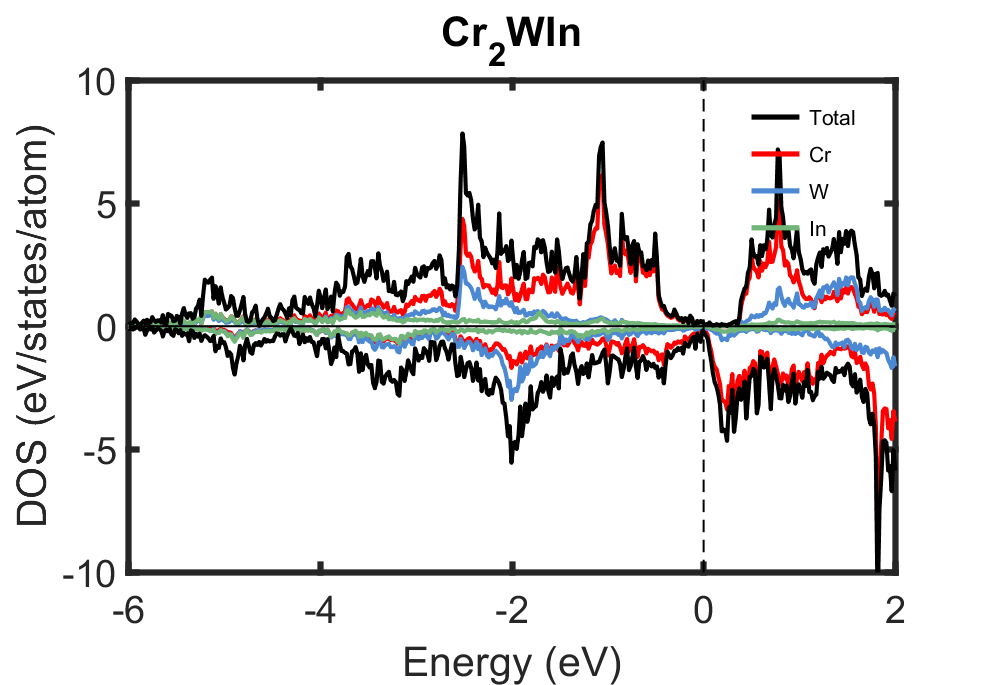 Cr₂WIn
DOS (eV/states/atom)
10
5
0
-5
-10
Total
Cr
W
In
-6
-4
-2
0
2
Energy (eV)